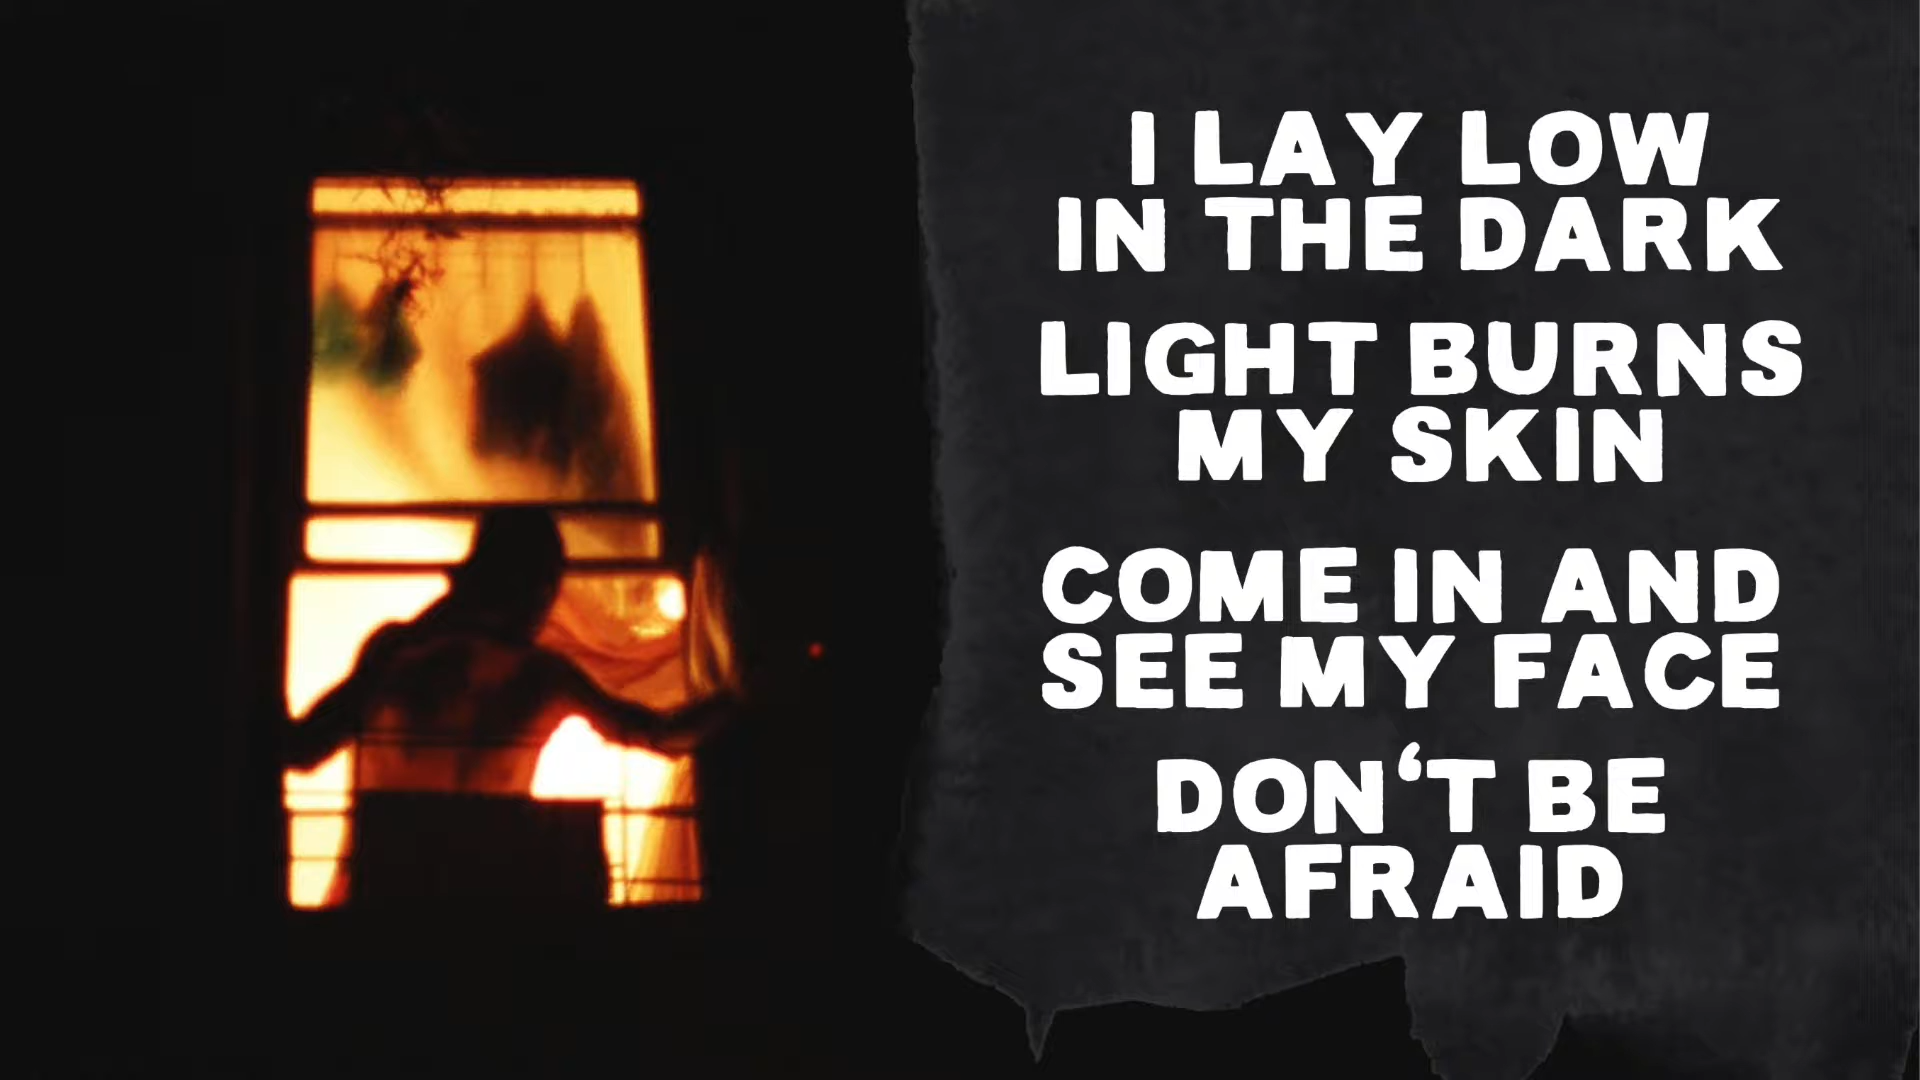 I LAY LOW
IN THE DARK
LIGHT BURNS
MY SKIN
COME IN AND
SEE MY FACE
DON‘T BE
AFRAID